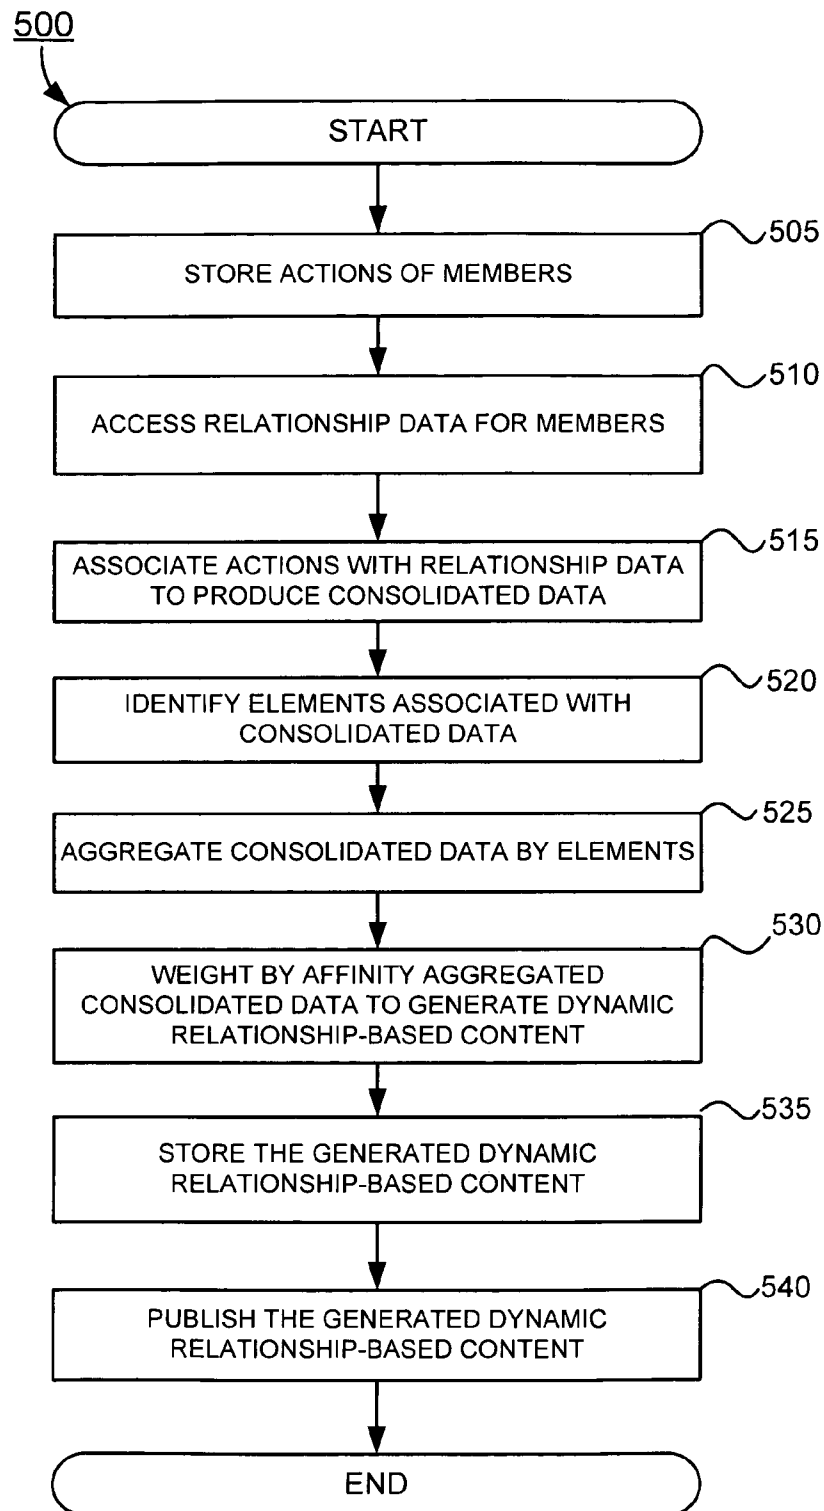 500
START
505
STORE ACTIONS OF MEMBERS
510
ACCESS RELATIONSHIP DATA FOR MEMBERS
515
ASSOCIATE ACTIONS WITH RELATIONSHIP DATA
TO PRODUCE CONSOLIDATED DATA
520
IDENTIFY ELEMENTS ASSOCIATED WITH
CONSOLIDATED DATA
525
AGGREGATE CONSOLIDATED DATA BY ELEMENTS
530
WEIGHT BY AFFINITY AGGREGATED
CONSOLIDATED DATA TO GENERATE DYNAMIC
RELATIONSHIP-BASED CONTENT
535
STORE THE GENERATED DYNAMIC
RELATIONSHIP-BASED CONTENT
540
PUBLISH THE GENERATED DYNAMIC
RELATIONSHIP-BASED CONTENT
END